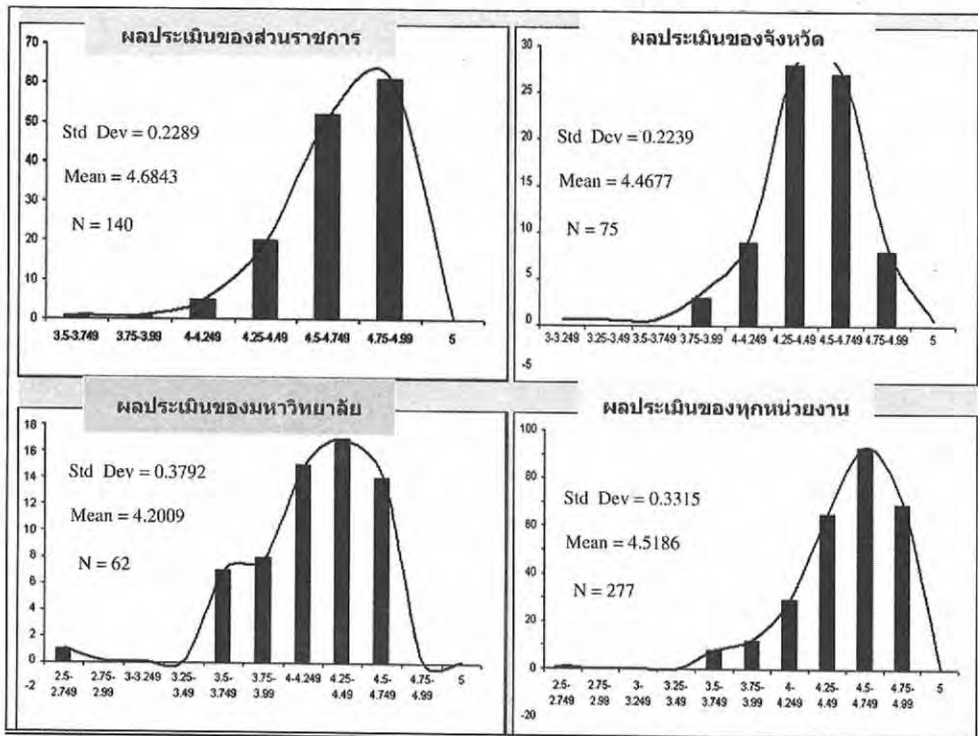 ผลประเมินของส่วนราชการ
70
60
50
40
30
20
10
0
Std Dev = 0.2289
Mean = 4.6843
N = 140
3.5-3.749 3.75-3.99 4-4.249 4.25-4.49 4.5-4.749 4.75-4.99 5
ผลประเมินของจังหวัด
30
25
20
15
10
5
0
-5
Std Dev = 0.2239
Mean = 4.4677
N = 75
3-3.249 3.25-3.49 3.5-3.749 3.75-3.99 4-4.249 4.25-4.49 4.5-4.749 4.75-4.99 5
ผลประเมินของมหาวิทยาลัย
18
16
14
12
10
8
6
4
2
0
-2
Std Dev = 0.3792
Mean = 4.2009
N = 62
2.5- 2.75- 3-3.249 3.25- 3.5- 3.75- 4-4.249 4.25- 4.5- 4.75- 5
2.749 2.99 3.49 3.749 3.99 4.49 4.749 4.99
ผลประเมินของทุกหน่วยงาน
100
80
60
40
20
0
-20
Std Dev = 0.3315
Mean = 4.5186
N = 277
2.5- 2.75- 3- 3.25- 3.5- 3.75- 4- 4.25- 4.5- 4.75- 5
2.749 2.99 3.249 3.49 3.749 3.99 4.249 4.49 4.749 4.99